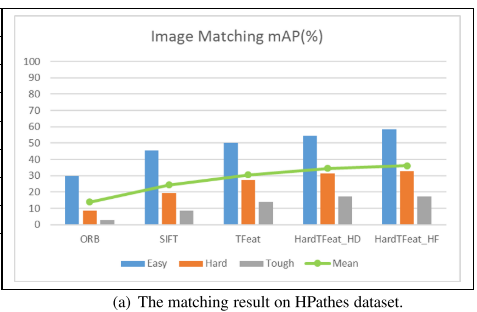 Image Matching mAP(%)
100
90
80
70
60
50
40
30
20
10
0
ORB SIFT TFeat HardTFeat_HD HardTFeat_HF
Easy Hard Tough Mean
(a) The matching result on HPathes dataset.